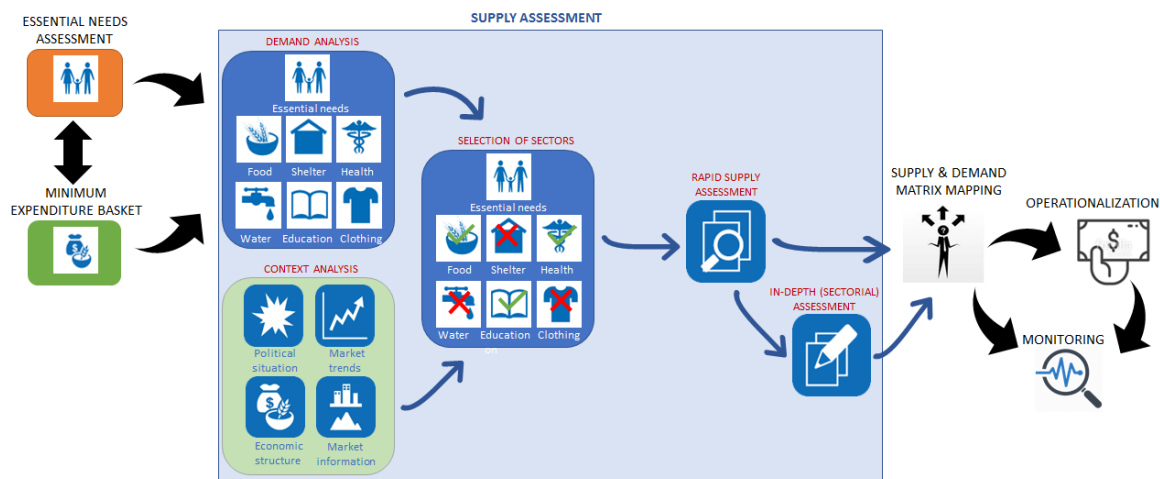 SUPPLY ASSESSMENT
ESSENTIAL NEEDS
ASSESSMENT
MINIMUM
EXPENDITURE BASKET
DEMAND ANALYSIS
Essential needs
Food Shelter Health
Water Education Clothing
CONTEXT ANALYSIS
Political
situation
Market
trends
Economic
structure
Market
information
SELECTION OF SECTORS
Essential needs
Food Shelter Health
Water Education Clothing
on
RAPID SUPPLY
ASSESSMENT
IN-DEPTH (SECTORIAL)
ASSESSMENT
SUPPLY & DEMAND
MATRIX MAPPING
?
OPERATIONALIZATION
$
MONITORING